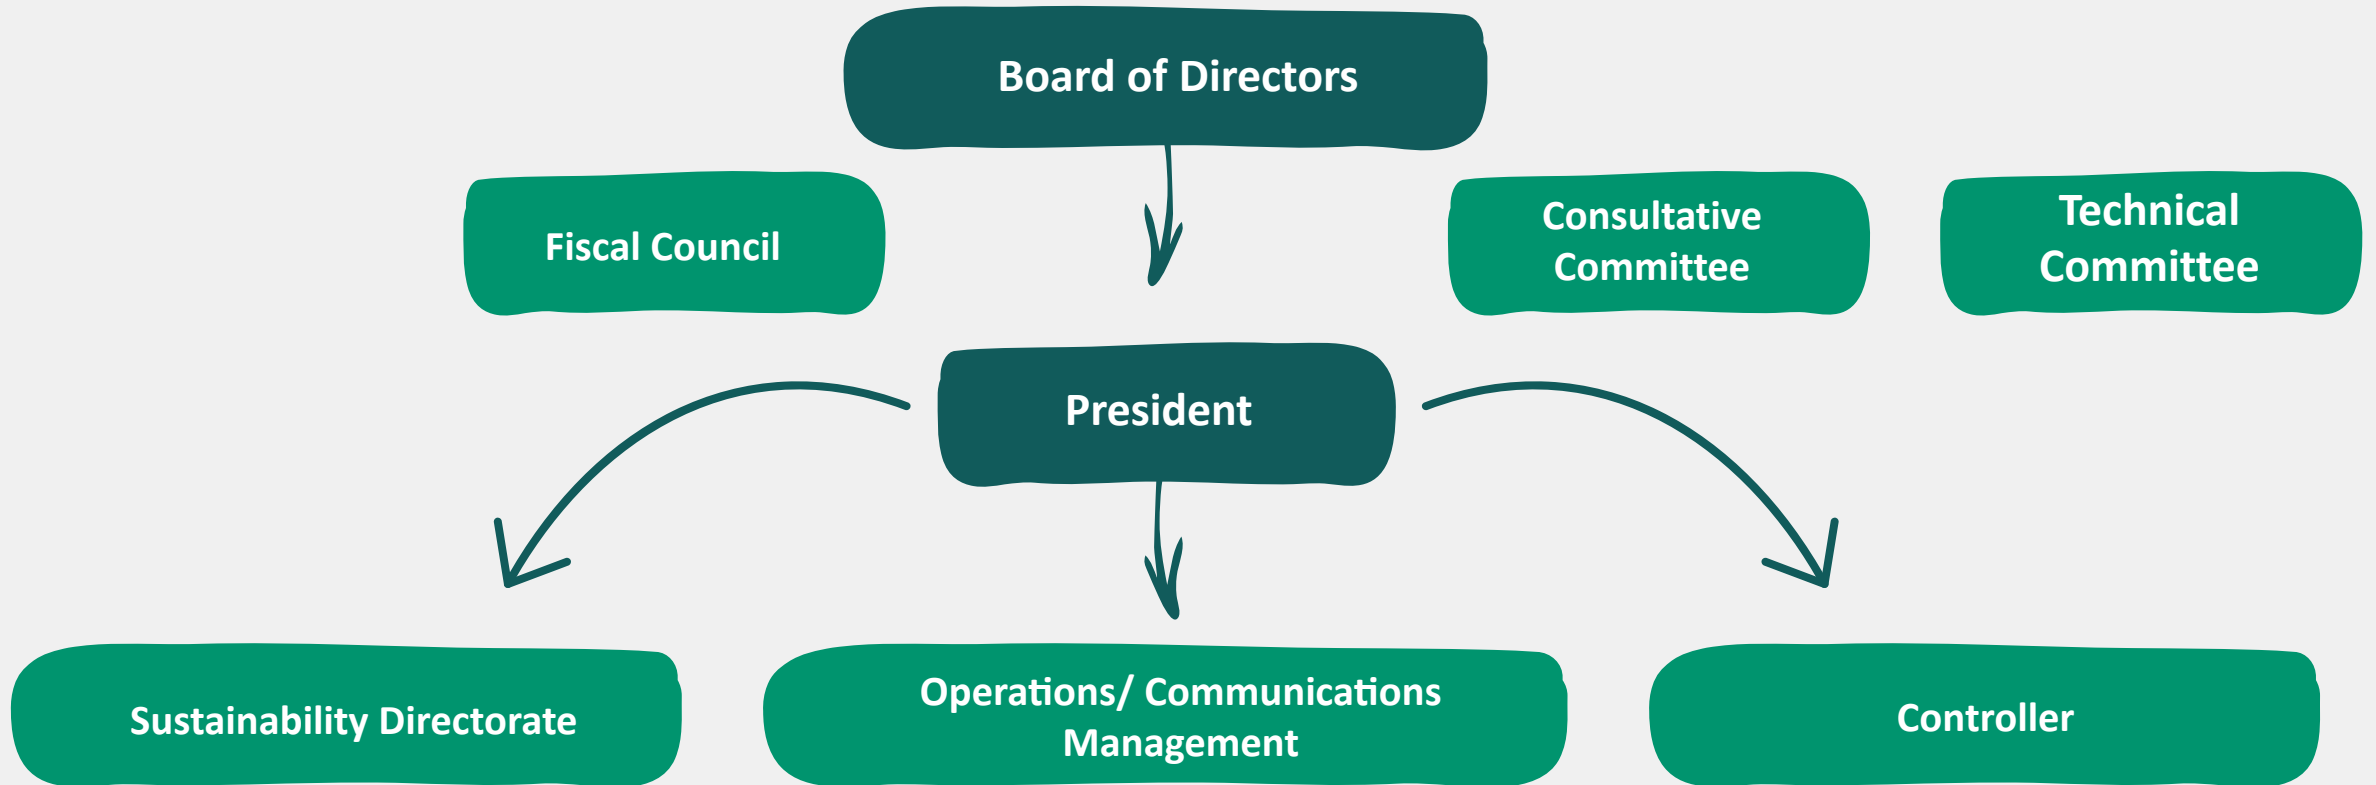 Board of Directors
Fiscal Council
Consultative
Committee
Technical
Committee
President
Sustainability Directorate
Operations/ Communications
Management
Controller